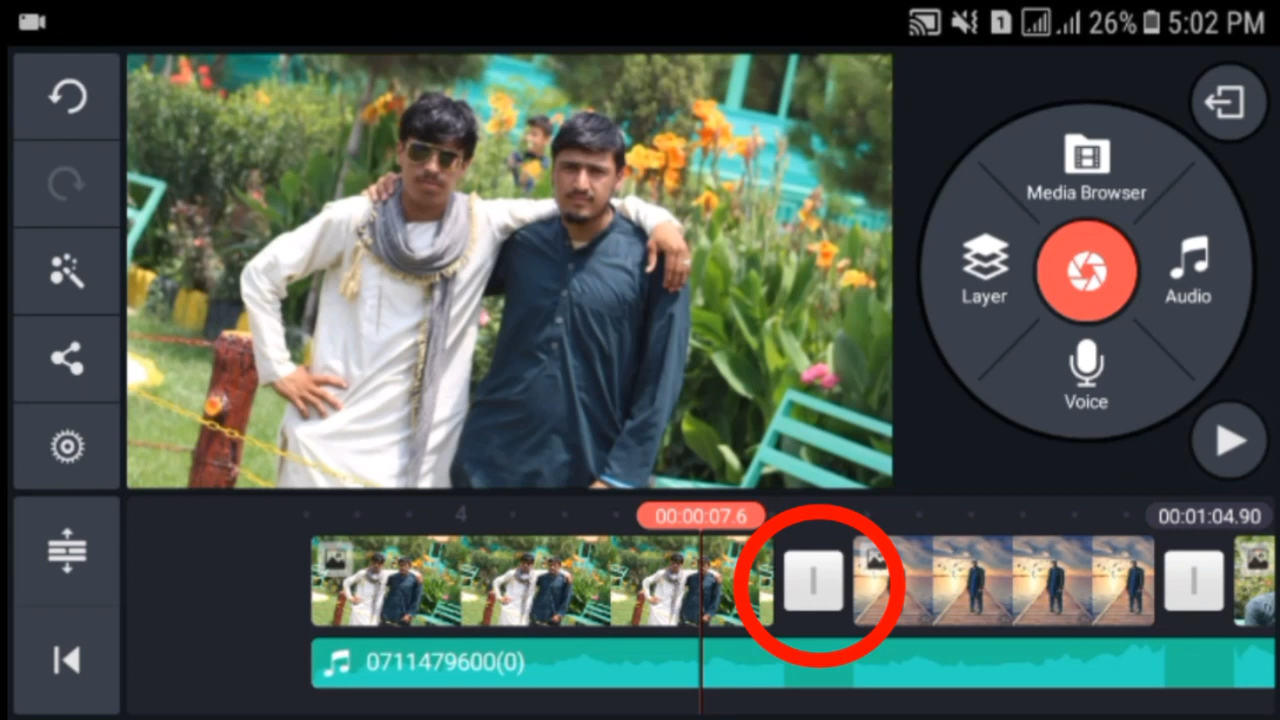 1 26% 5:02 PM
Media Browser
Layer
Audio
Voice
4
00:00:07.6
00:01:04.90
0711479600(0)